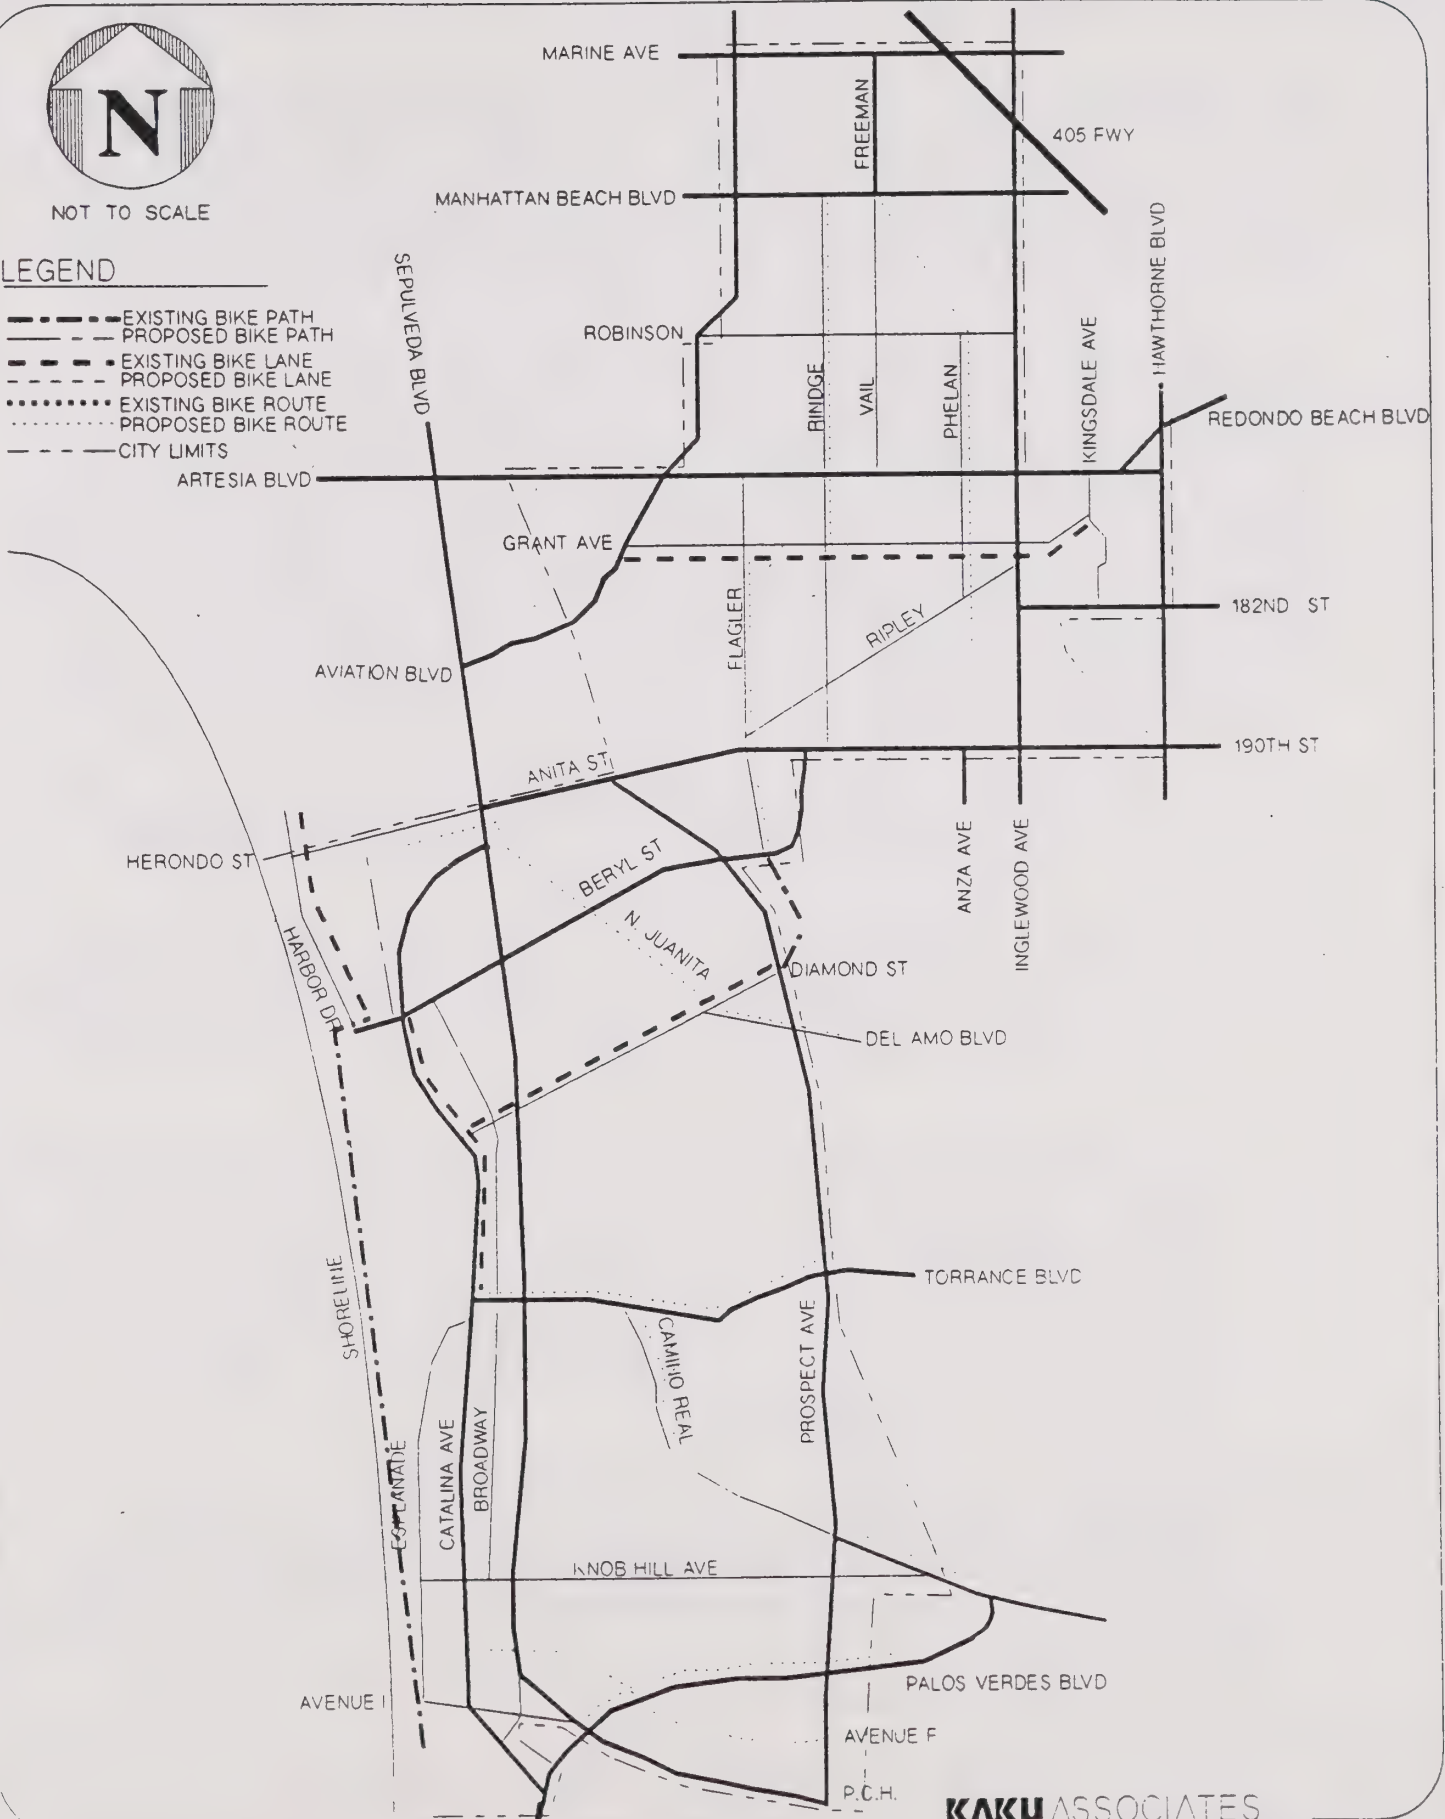 MARINE AVE
FREEMAN
405 FWY
N
NOT TO SCALE
MANHATTAN BEACH BLVD
HAWTHORNE BLVD
LEGEND
EXISTING BIKE PATH
PROPOSED BIKE PATH
EXISTING BIKE LANE
PROPOSED BIKE LANE
EXISTING BIKE ROUTE
PROPOSED BIKE ROUTE
CITY LIMITS
SEPULVEDA BLVD
ROBINSON
RINDGE
VAIL
PHELAN
KINGSDALE AVE
REDONDO BEACH BLVD
ARTESIA BLVD
GRANT AVE
FLAGLER
RIPLEY
182ND ST
AVIATION BLVD
190TH ST
ANITA ST
HERONDO ST
BERYL ST
ANZA AVE
INGLEWOOD AVE
N. JUANITA
HARBOR DR
DIAMOND ST
DEL AMO BLVD
SHORELINE
TORRANCE BLVD
CAMINO REAL
PROSPECT AVE
ESPLANADE
CATALINA AVE
BROADWAY
KNOB HILL AVE
PALOS VERDES BLVD
AVENUE I
AVENUE F
P.C.H.
KAKU ASSOCIATES